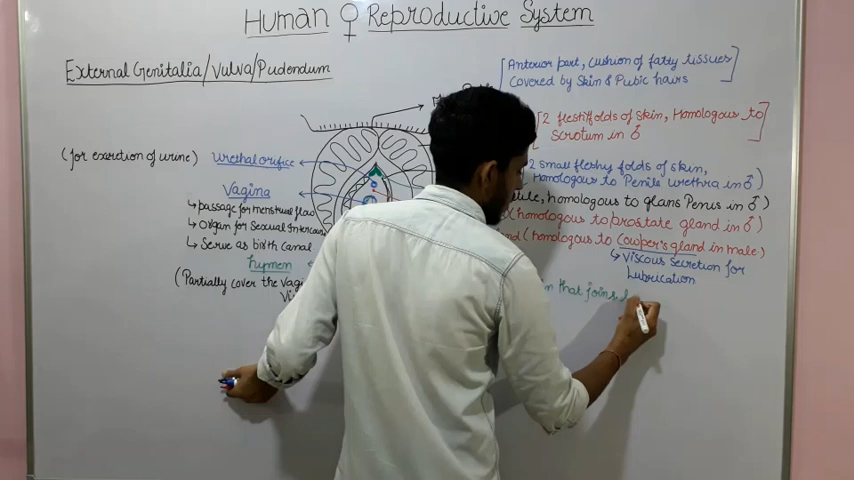 Human ♀ Reproductive System
External Genitalia/Vulva/Pudendum
[Anterior part, cushion of fatty tissues
Covered by Skin & Pubic hairs]
[2 folds of skin, Homologous to
Scrotum in ♂]
2 small fleshy folds of skin,
Homologous to Penile urethra in ♂)
homologous to glans Penis in ♂)
(homologous to prostate gland in ♂)
(homologous to Cowper's gland in male)
↳ Viscous secretion for
Lubrication
that joins
(for excretion of urine) urethral orifice
Vagina
↳ passage for menstrual flow
↳ Organ for Sexual Intercour
↳ Serve as birth canal
hymen
(Partially cover the vagi